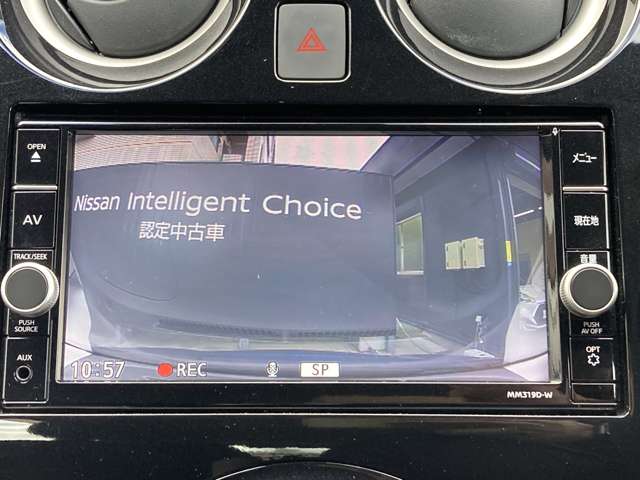 OPEN
AV
TRACK/SEEK
PUSH
SOURCE
AUX
Nissan Intelligent Choice
認定中古車
10:57 REC SP
MM319D-W
メニュー
現在地
音量
PUSH
AV OFF
OPT